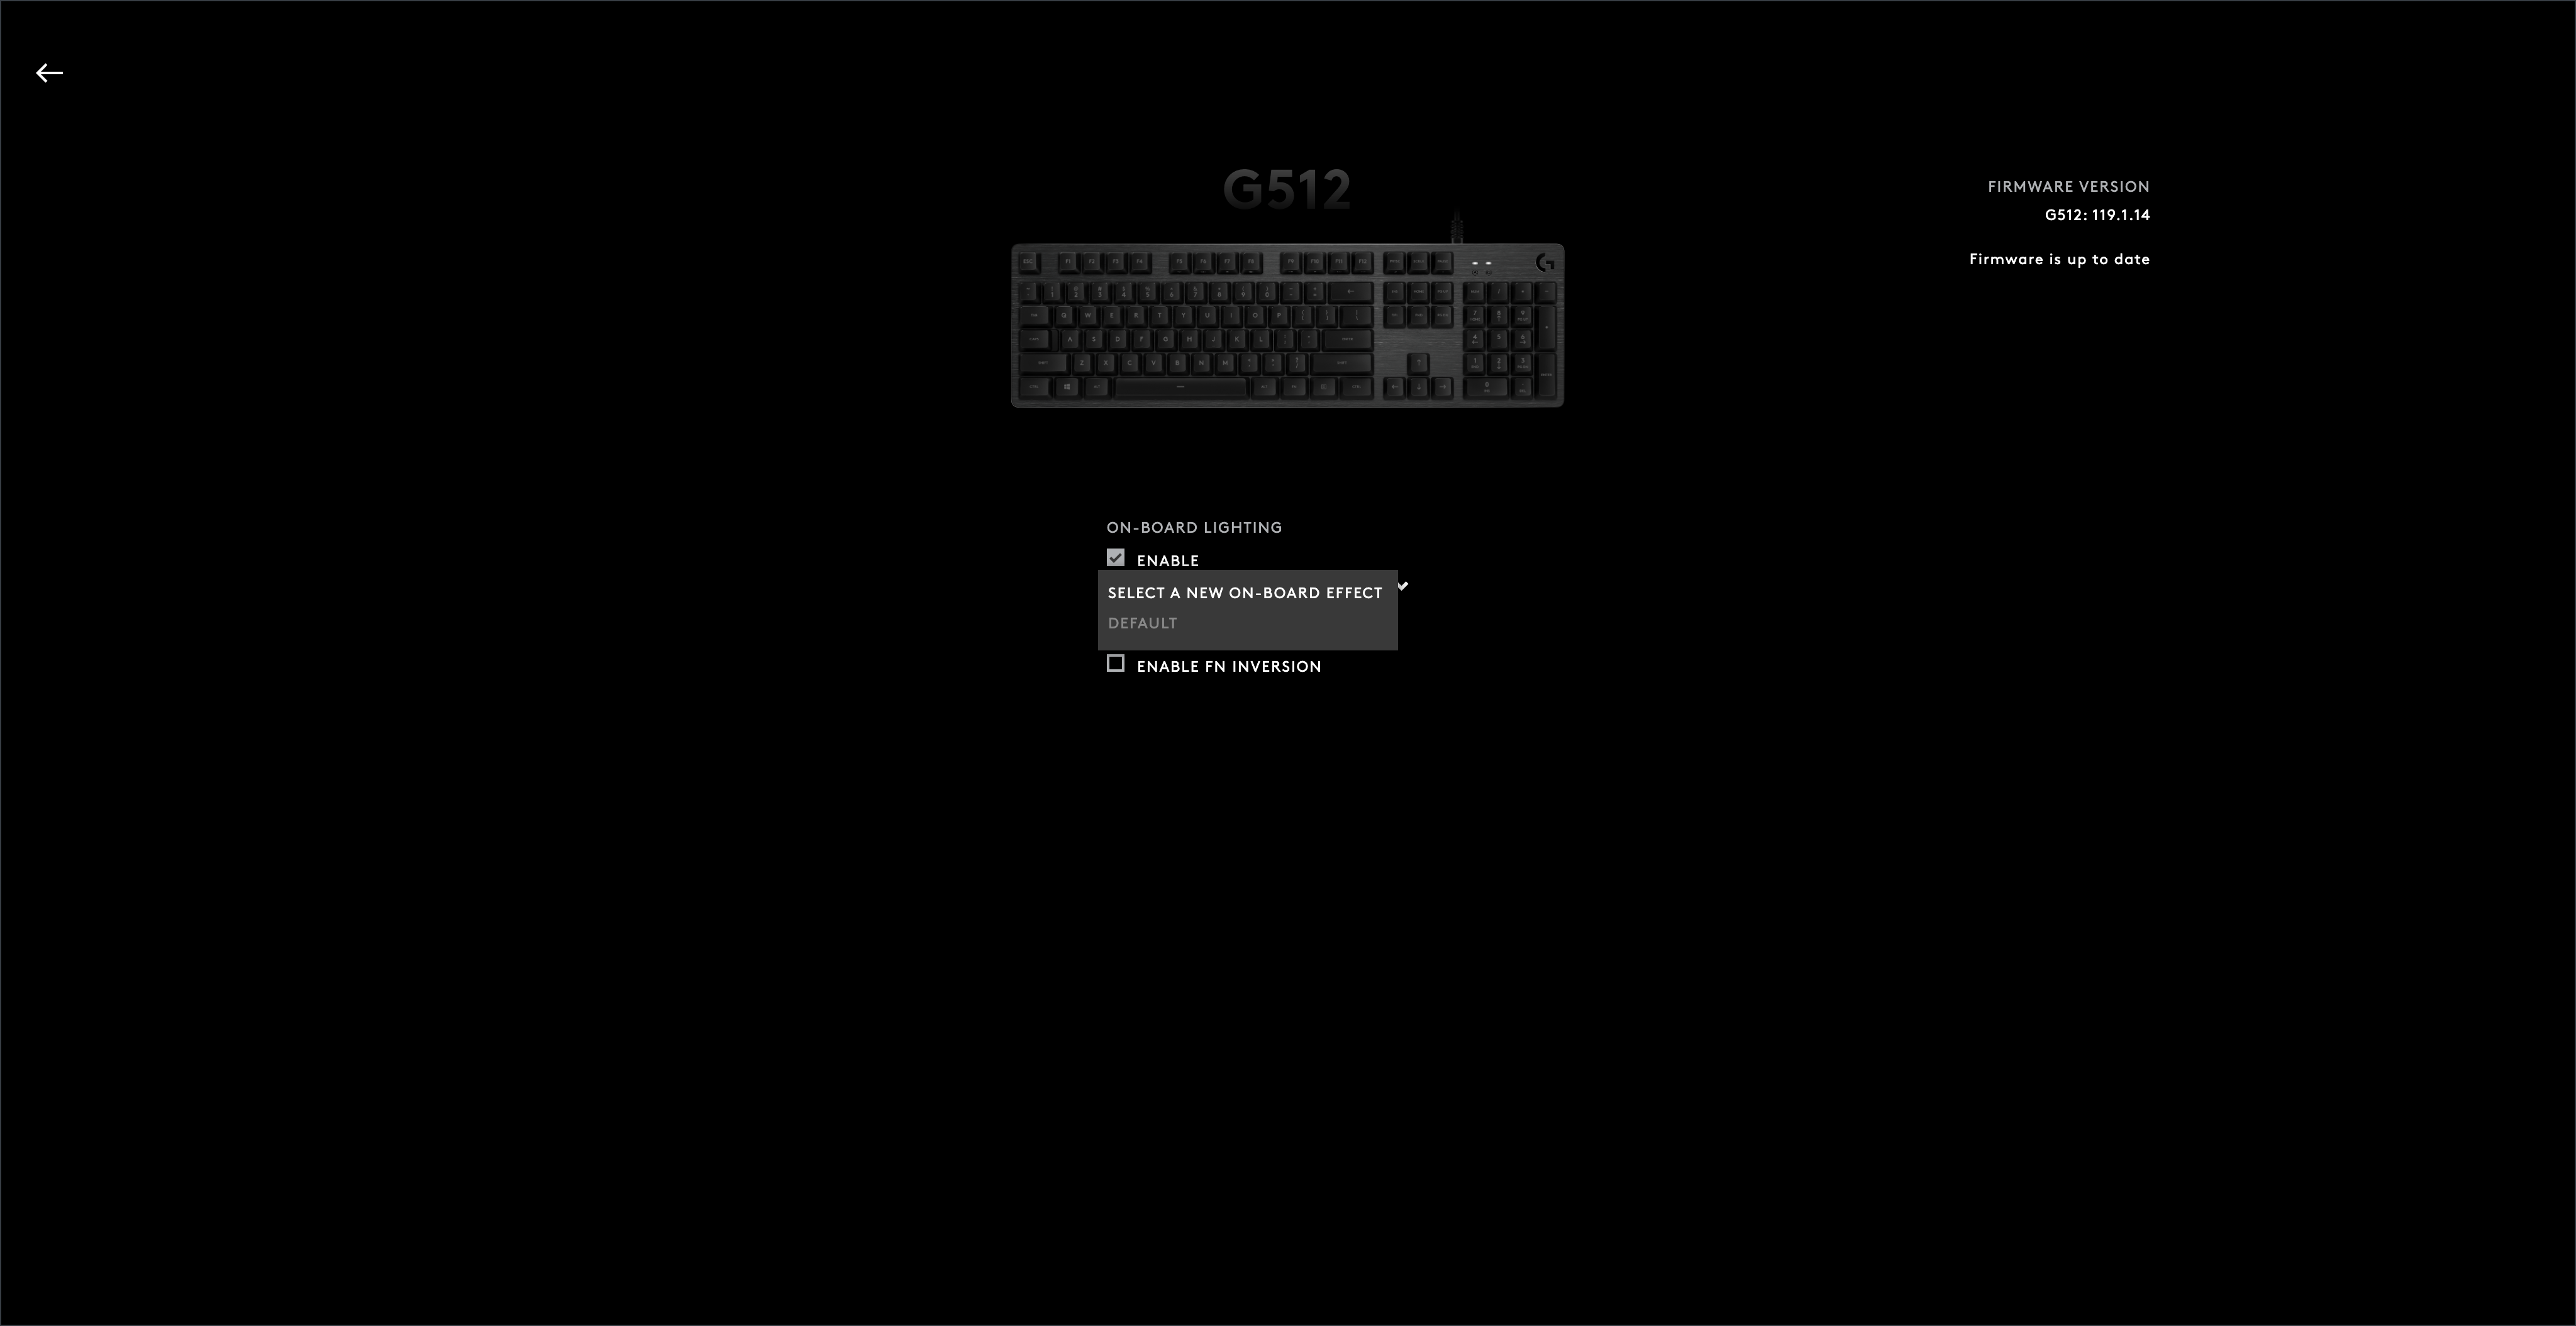 G512
FIRMWARE VERSION
G512: 119.1.14
Firmware is up to date
ON-BOARD LIGHTING
ENABLE
SELECT A NEW ON-BOARD EFFECT
DEFAULT
ENABLE FN INVERSION